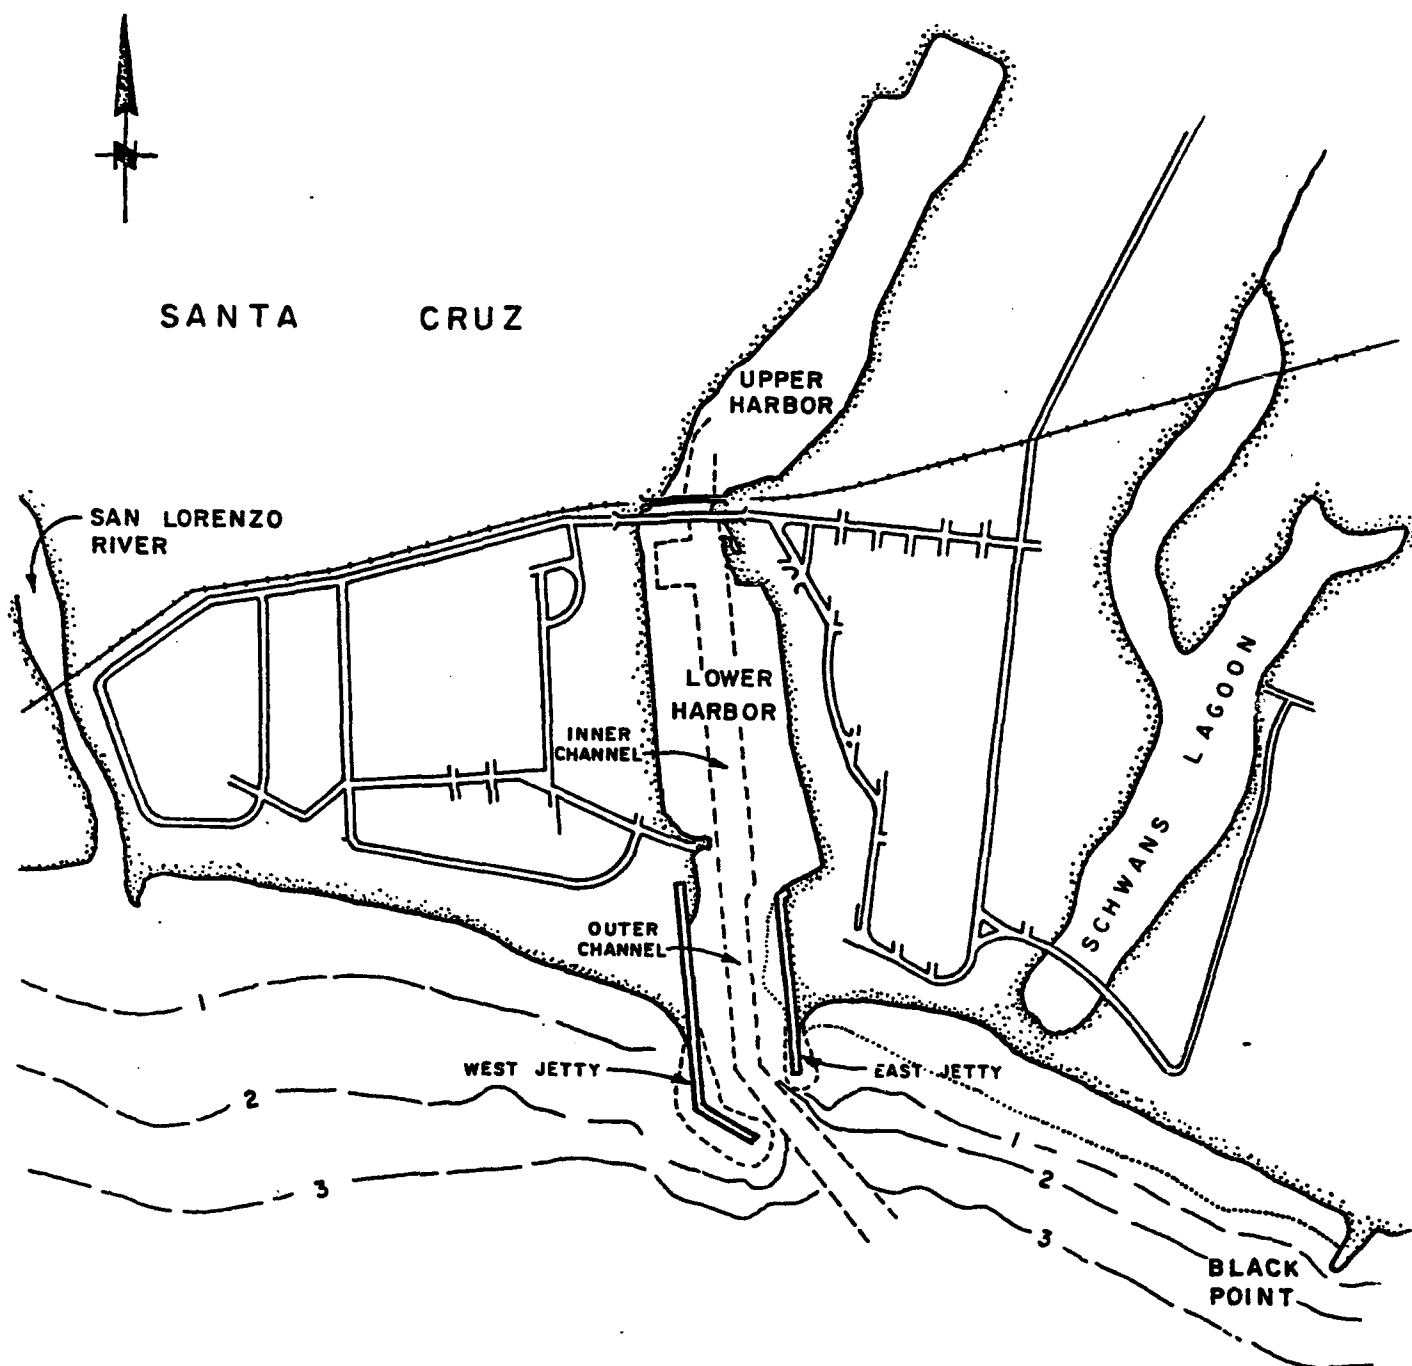 N
SANTA CRUZ
UPPER
HARBOR
SAN LORENZO
RIVER
LOWER
HARBOR
INNER
CHANNEL
SCHWANS LAGOON
OUTER
CHANNEL
1
WEST JETTY
EAST JETTY
2
1
2
3
3
BLACK
POINT